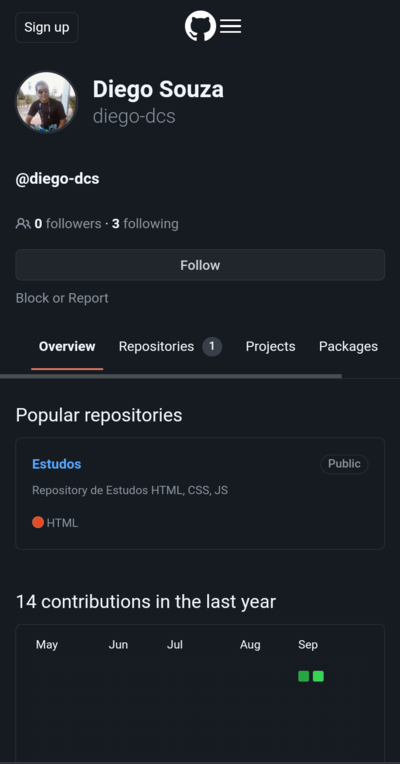 Sign up
Diego Souza
diego-dcs
@diego-dcs
0 followers · 3 following
Follow
Block or Report
Overview Repositories 1 Projects Packages
Popular repositories
Estudos Public
Repository de Estudos HTML, CSS, JS
HTML
14 contributions in the last year
May Jun Jul Aug Sep